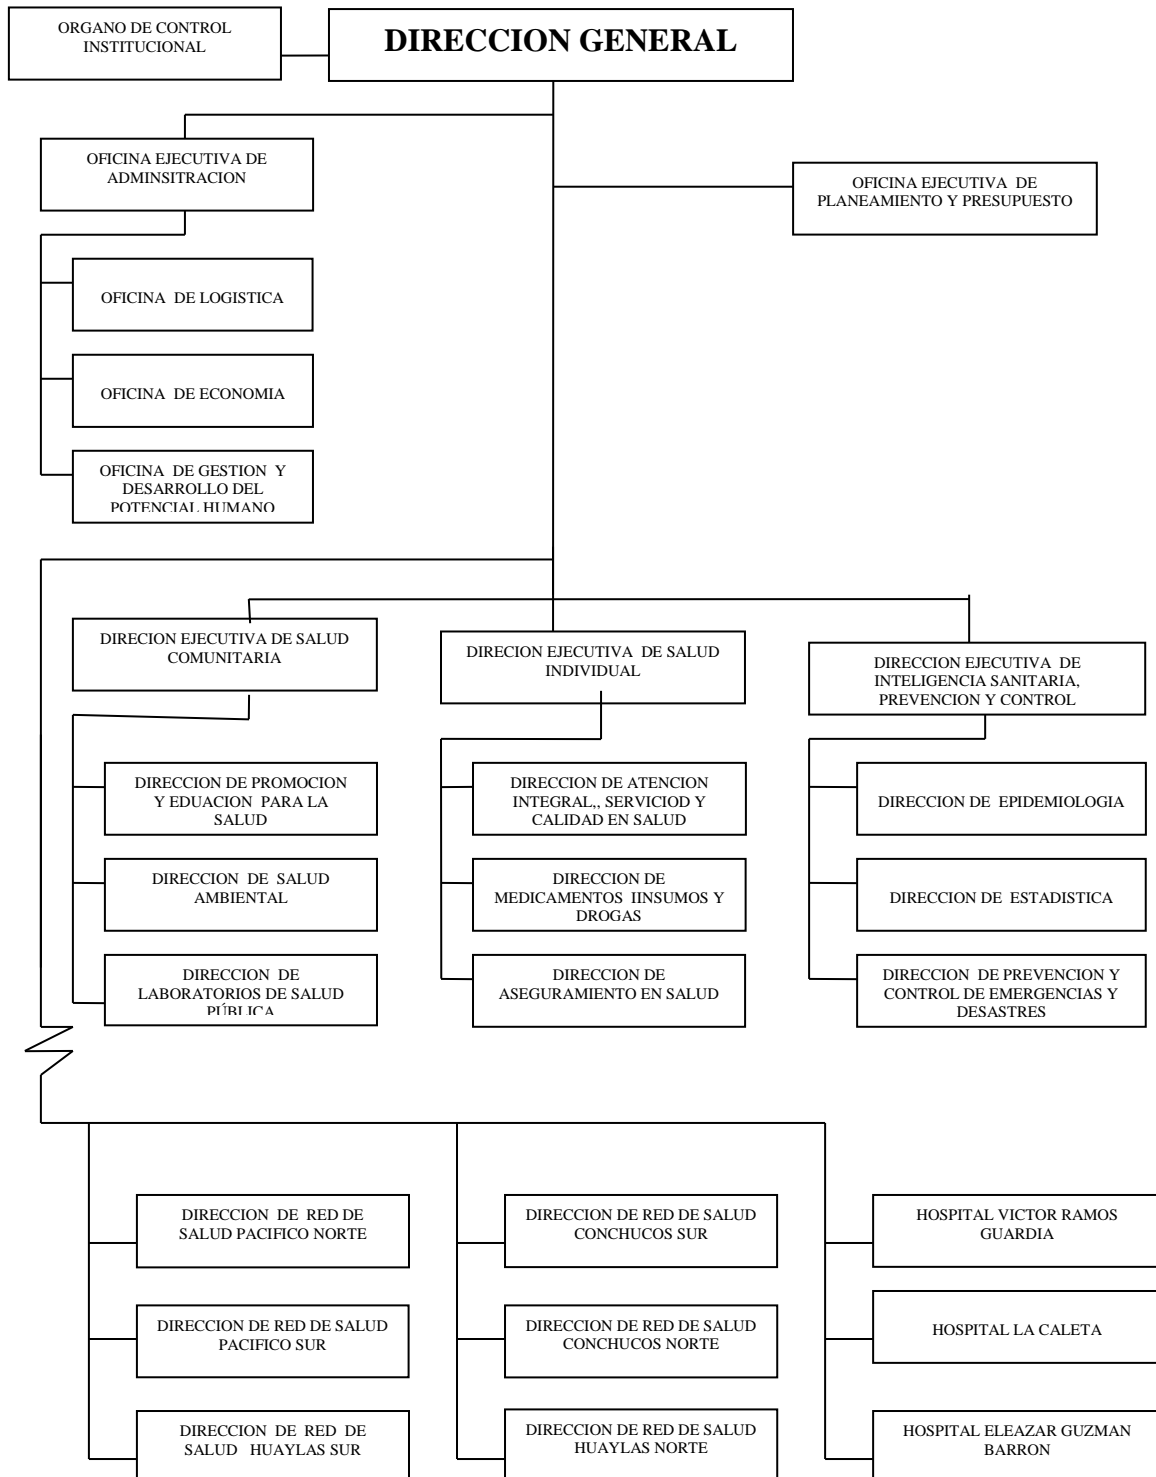 ORGANO DE CONTROL
INSTITUCIONAL
DIRECCION GENERAL
OFICINA EJECUTIVA DE
ADMINSITRACION
OFICINA EJECUTIVA DE
PLANEAMIENTO Y PRESUPUESTO
OFICINA DE LOGISTICA
OFICINA DE ECONOMIA
OFICINA DE GESTION Y
DESARROLLO DEL
POTENCIAL HUMANO
DIRECION EJECUTIVA DE SALUD
COMUNITARIA
DIRECION EJECUTIVA DE SALUD
INDIVIDUAL
DIRECCION EJECUTIVA DE
INTELIGENCIA SANITARIA,
PREVENCION Y CONTROL
DIRECCION DE PROMOCION
Y EDUACION PARA LA
SALUD
DIRECCION DE ATENCION
INTEGRAL,, SERVICIOD Y
CALIDAD EN SALUD
DIRECCION DE EPIDEMIOLOGIA
DIRECCION DE SALUD
AMBIENTAL
DIRECCION DE
MEDICAMENTOS IINSUMOS Y
DROGAS
DIRECCION DE ESTADISTICA
DIRECCION DE
LABORATORIOS DE SALUD
PÚBLICA
DIRECCION DE
ASEGURAMIENTO EN SALUD
DIRECCION DE PREVENCION Y
CONTROL DE EMERGENCIAS Y
DESASTRES
DIRECCION DE RED DE
SALUD PACIFICO NORTE
DIRECCION DE RED DE SALUD
CONCHUCOS SUR
HOSPITAL VICTOR RAMOS
GUARDIA
DIRECCION DE RED DE SALUD
PACIFICO SUR
DIRECCION DE RED DE SALUD
CONCHUCOS NORTE
HOSPITAL LA CALETA
DIRECCION DE RED DE
SALUD HUAYLAS SUR
DIRECCION DE RED DE SALUD
HUAYLAS NORTE
HOSPITAL ELEAZAR GUZMAN
BARRON